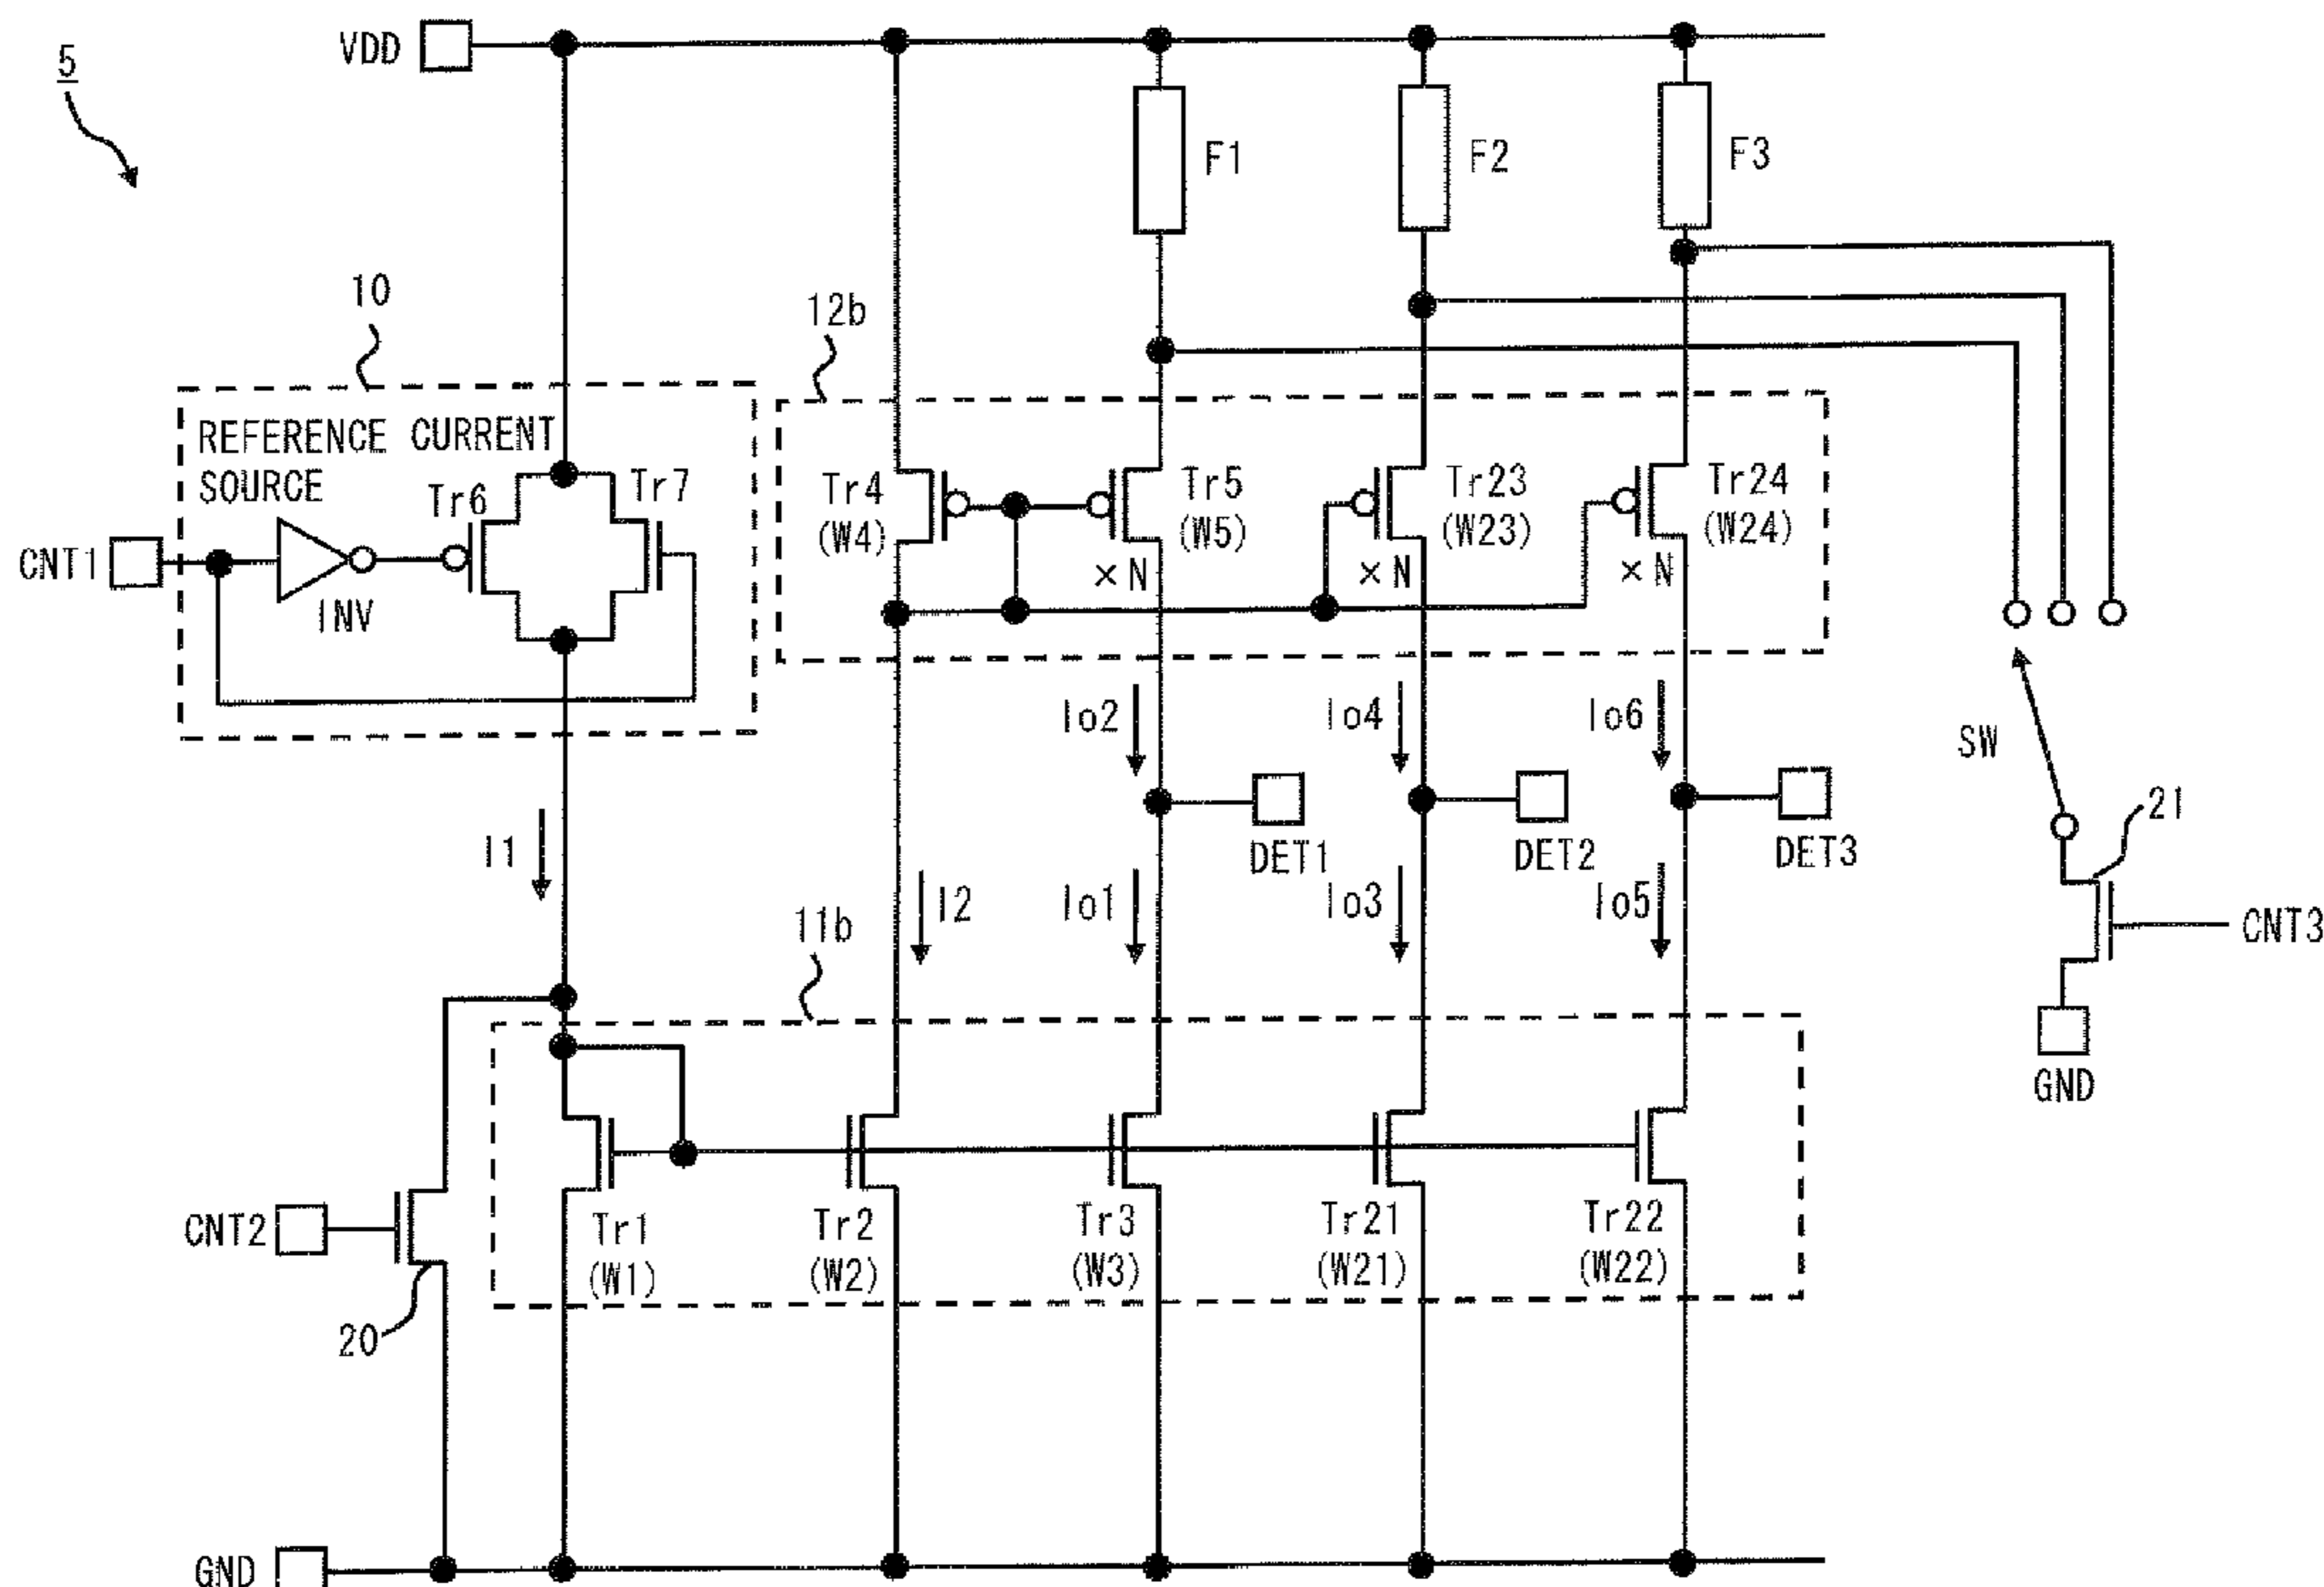 5
VDD
F1
F2
F3
10
12b
REFERENCE CURRENT
SOURCE
Tr6
Tr7
Tr4
(W4)
Tr5
(W5)
×N
Tr23
(W23)
×N
Tr24
(W24)
×N
CNT1
INV
Io2
Io4
Io6
SW
I1
DET1
DET2
DET3
21
11b
I2
Io1
Io3
Io5
CNT3
GND
CNT2
Tr1
(W1)
Tr2
(W2)
Tr3
(W3)
Tr21
(W21)
Tr22
(W22)
20
GND